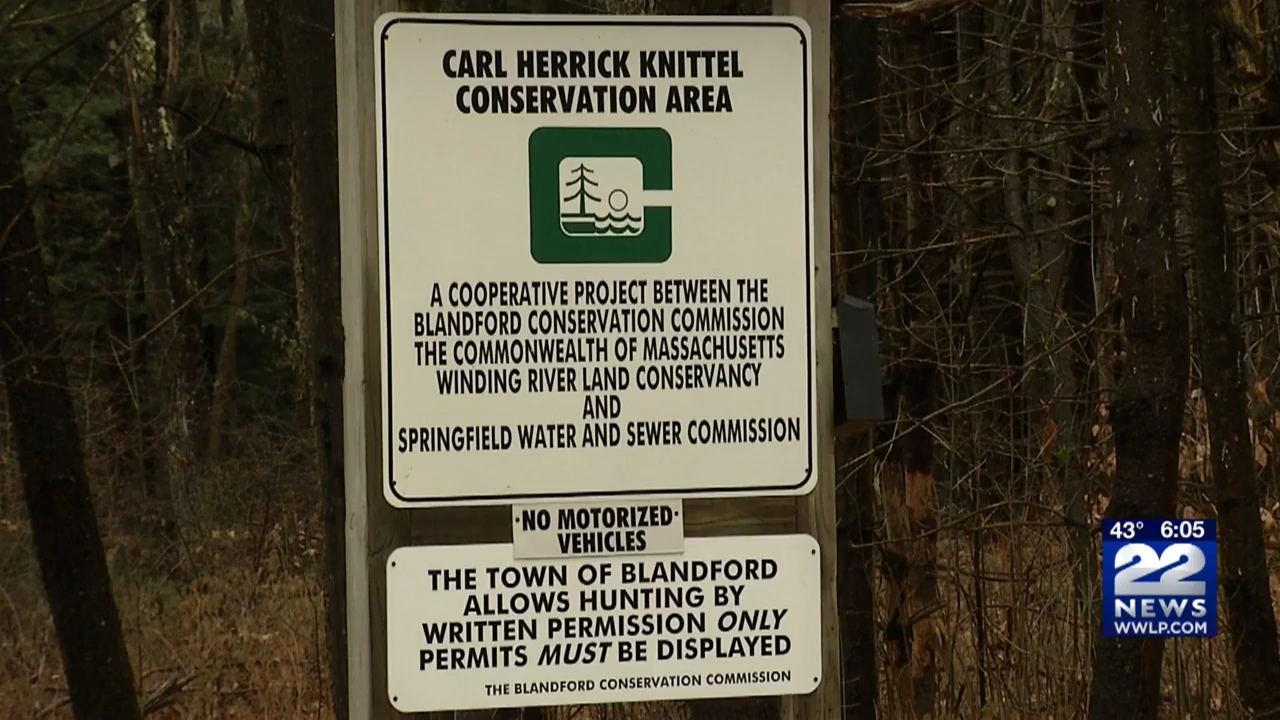 CARL HERRICK KNITTEL
CONSERVATION AREA
A COOPERATIVE PROJECT BETWEEN THE
BLANDFORD CONSERVATION COMMISSION
THE COMMONWEALTH OF MASSACHUSETTS
WINDING RIVER LAND CONSERVANCY
AND
SPRINGFIELD WATER AND SEWER COMMISSION
·NO MOTORIZED·
VEHICLES
THE TOWN OF BLANDFORD
ALLOWS HUNTING BY
WRITTEN PERMISSION ONLY
PERMITS MUST BE DISPLAYED
THE BLANDFORD CONSERVATION COMMISSION
43° 6:05
22
NEWS
WWLP.COM